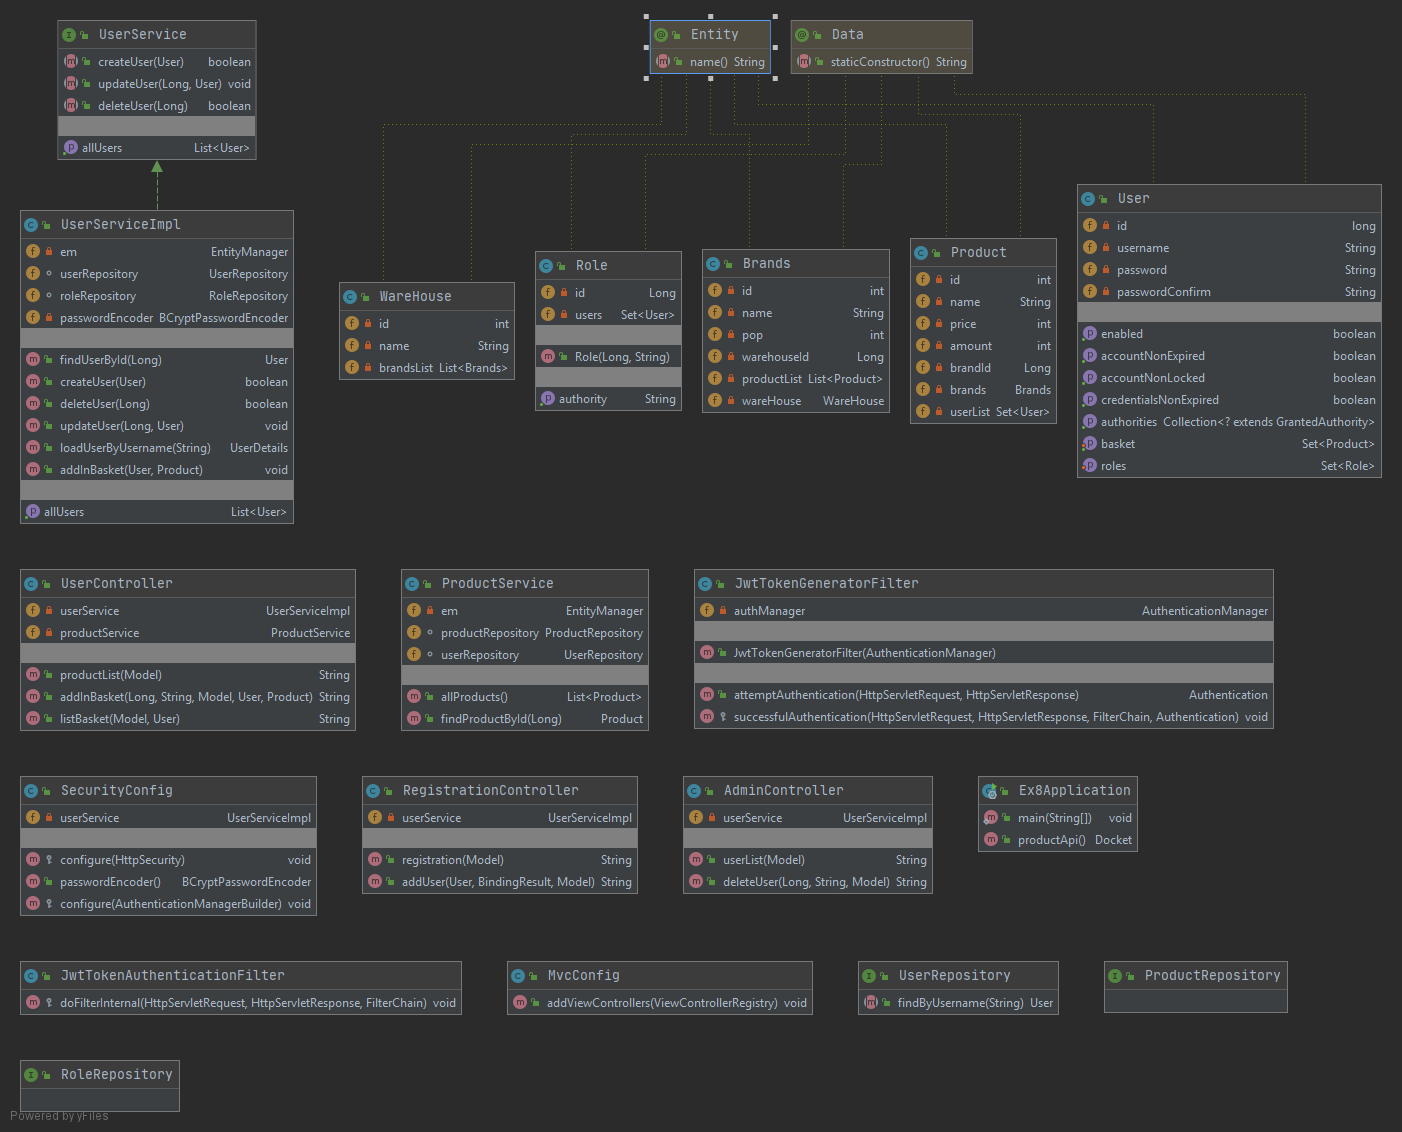 UserService
createUser(User) boolean
updateUser(Long, User) void
deleteUser(Long) boolean
allUsers List<User>
Entity
name() String
Data
staticConstructor() String
UserServiceImpl
em EntityManager
userRepository UserRepository
roleRepository RoleRepository
passwordEncoder BCryptPasswordEncoder
findUserById(Long) User
createUser(User) boolean
deleteUser(Long) boolean
updateUser(Long, User) void
loadUserByUsername(String) UserDetails
addInBasket(User, Product) void
allUsers List<User>
WareHouse
id int
name String
brandsList List<Brands>
Role
id Long
users Set<User>
Role(Long, String)
authority String
Brands
id int
name String
pop int
warehouseId Long
productList List<Product>
wareHouse WareHouse
Product
id int
name String
price int
amount int
brandId Long
brands Brands
userList Set<User>
User
id long
username String
password String
passwordConfirm String
enabled boolean
accountNonExpired boolean
accountNonLocked boolean
credentialsNonExpired boolean
authorities Collection<? extends GrantedAuthority>
basket Set<Product>
roles Set<Role>
UserController
userService UserServiceImpl
productService ProductService
productList(Model) String
addInBasket(Long, String, Model, User, Product) String
listBasket(Model, User) String
ProductService
em EntityManager
productRepository ProductRepository
userRepository UserRepository
allProducts() List<Product>
findProductById(Long) Product
JwtTokenGeneratorFilter
authManager AuthenticationManager
JwtTokenGeneratorFilter(AuthenticationManager)
attemptAuthentication(HttpServletRequest, HttpServletResponse) Authentication
successfulAuthentication(HttpServletRequest, HttpServletResponse, FilterChain, Authentication) void
SecurityConfig
userService UserServiceImpl
configure(HttpSecurity) void
passwordEncoder() BCryptPasswordEncoder
configure(AuthenticationManagerBuilder) void
RegistrationController
userService UserServiceImpl
registration(Model) String
addUser(User, BindingResult, Model) String
AdminController
userService UserServiceImpl
userList(Model) String
deleteUser(Long, String, Model) String
Ex8Application
main(String[]) void
productApi() Docket
JwtTokenAuthenticationFilter
doFilterInternal(HttpServletRequest, HttpServletResponse, FilterChain) void
MvcConfig
addViewControllers(ViewControllerRegistry) void
UserRepository
findByUsername(String) User
ProductRepository
RoleRepository
Powered by yFiles